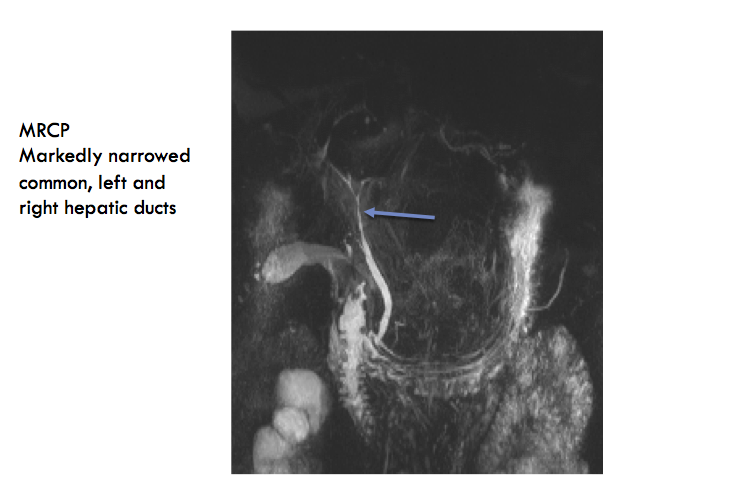 MRCP
Markedly narrowed
common, left and
right hepatic ducts